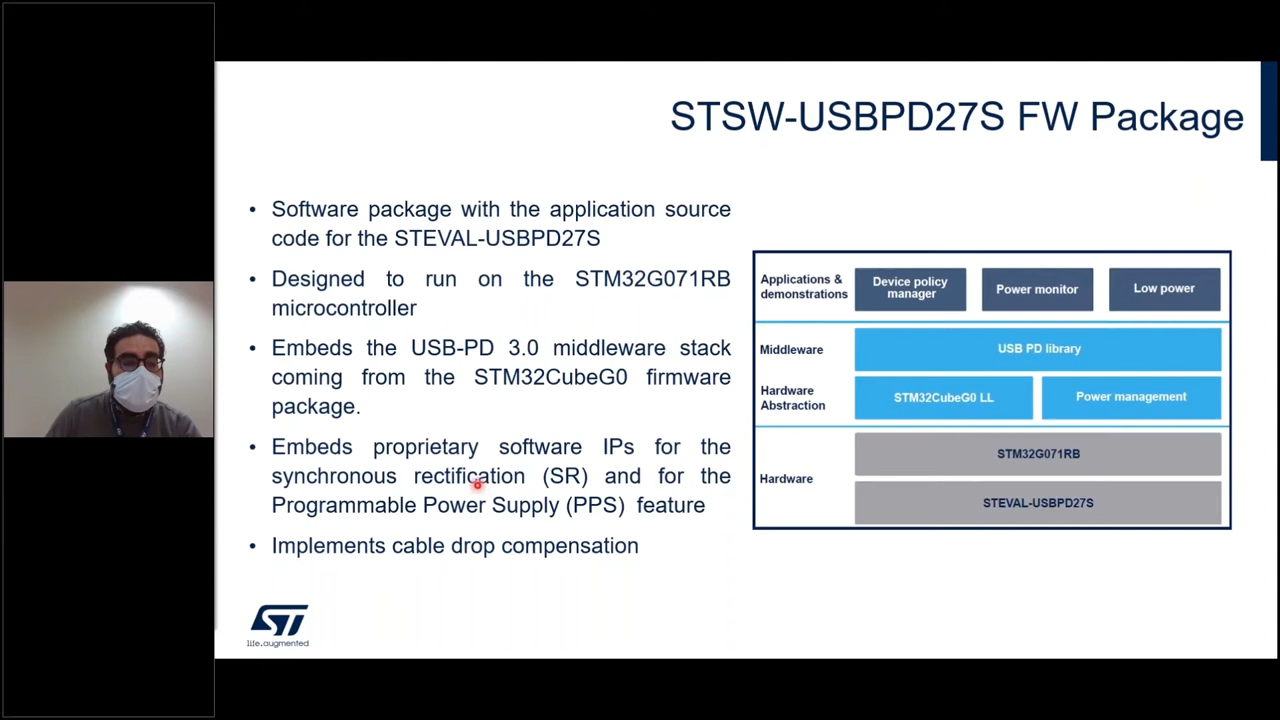 STSW-USBPD27S FW Package
• Software package with the application source
code for the STEVAL-USBPD27S
• Designed to run on the STM32G071RB
microcontroller
• Embeds the USB-PD 3.0 middleware stack
coming from the STM32CubeG0 firmware
package.
• Embeds proprietary software IPs for the
synchronous rectification (SR) and for the
Programmable Power Supply (PPS) feature
• Implements cable drop compensation
Applications &
demonstrations
Device policy
manager
Power monitor
Low power
Middleware
USB PD library
Hardware
Abstraction
STM32CubeG0 LL
Power management
Hardware
STM32G071RB
STEVAL-USBPD27S
ST
life.augmented